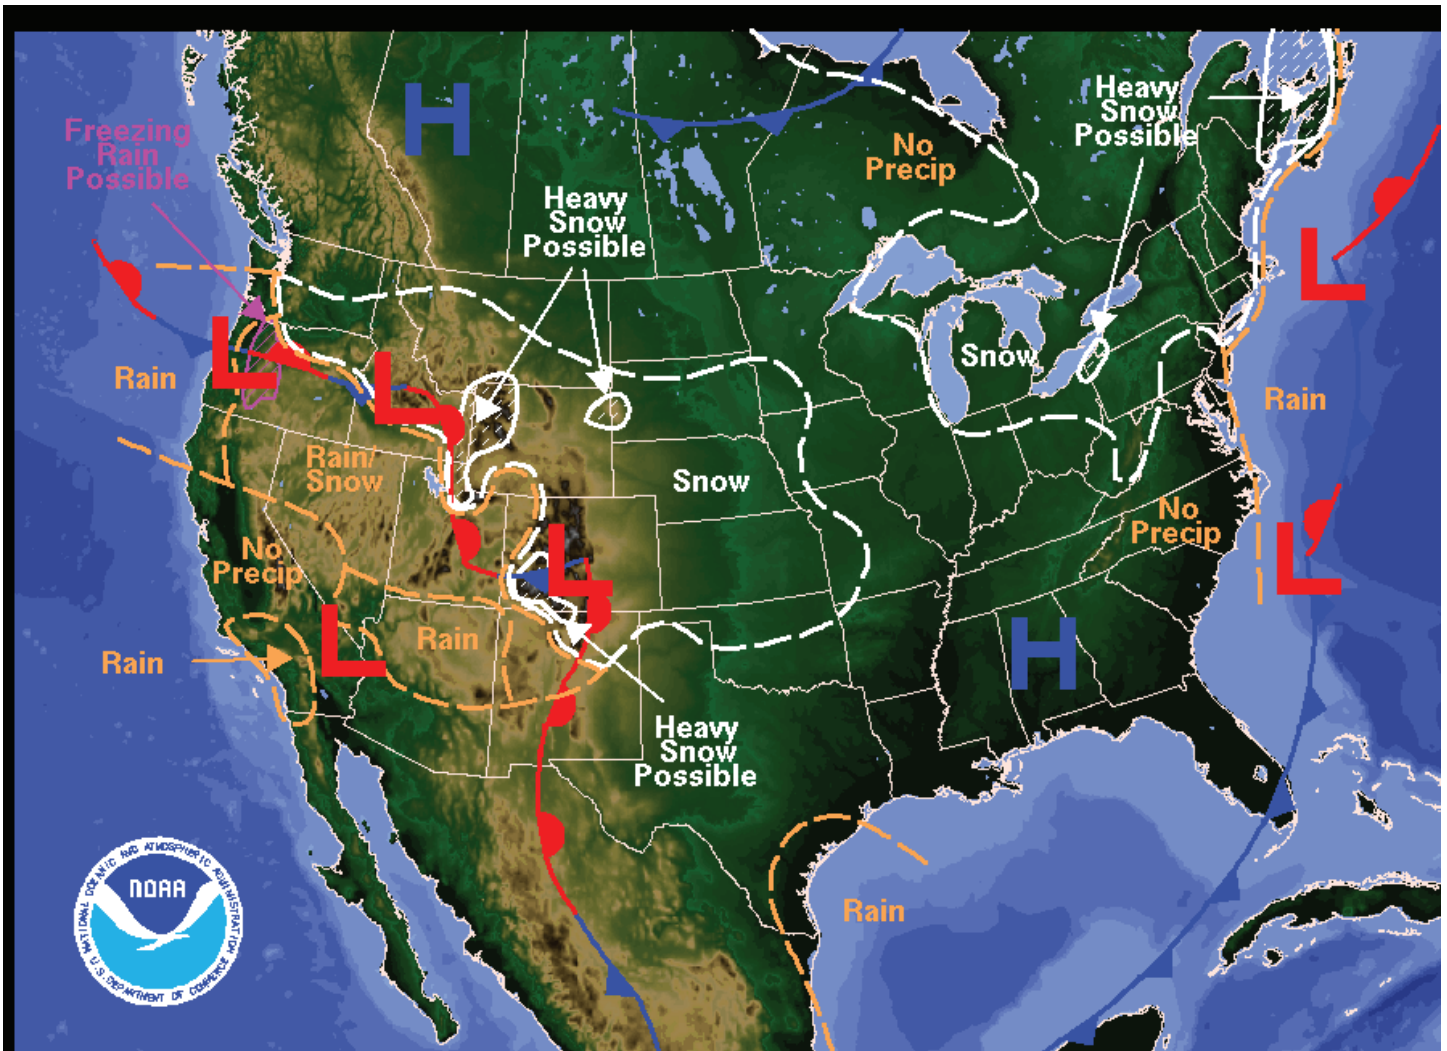 H
Freezing
Rain
Possible
Heavy
Snow
Possible
No
Precip
Heavy
Snow
Possible
L
L
Rain
L
Snow
Rain
Rain/
Snow
Snow
No
Precip
No
Precip
L
L
L
Rain
Rain
H
Heavy
Snow
Possible
Rain
NATIONAL OCEANIC AND ATMOSPHERIC ADMINISTRATION
NOAA
U.S. DEPARTMENT OF COMMERCE